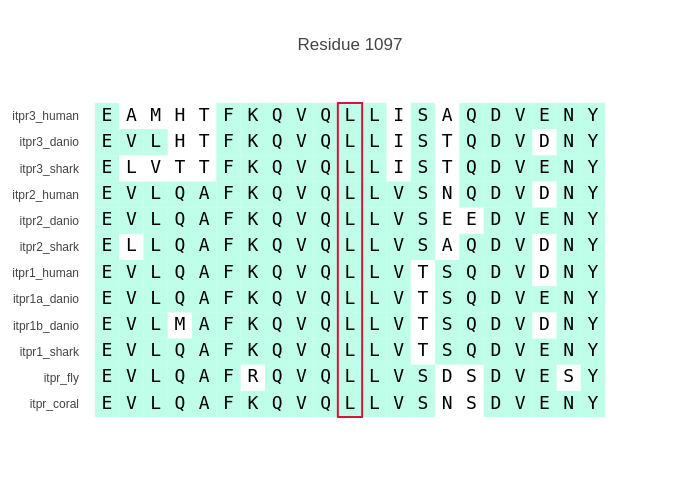 Residue 1097
itpr3_human E A M H T F K Q V Q L L I S A Q D V E N Y
itpr3_danio E V L H T F K Q V Q L L I S T Q D V D N Y
itpr3_shark E L V T T F K Q V Q L L I S T Q D V E N Y
itpr2_human E V L Q A F K Q V Q L L V S N Q D V D N Y
itpr2_danio E V L Q A F K Q V Q L L V S E E D V E N Y
itpr2_shark E L L Q A F K Q V Q L L V S A Q D V D N Y
itpr1_human E V L Q A F K Q V Q L L V T S Q D V D N Y
itpr1a_danio E V L Q A F K Q V Q L L V T S Q D V E N Y
itpr1b_danio E V L M A F K Q V Q L L V T S Q D V D N Y
itpr1_shark E V L Q A F K Q V Q L L V T S Q D V E N Y
itpr_fly E V L Q A F R Q V Q L L V S D S D V E S Y
itpr_coral E V L Q A F K Q V Q L L V S N S D V E N Y